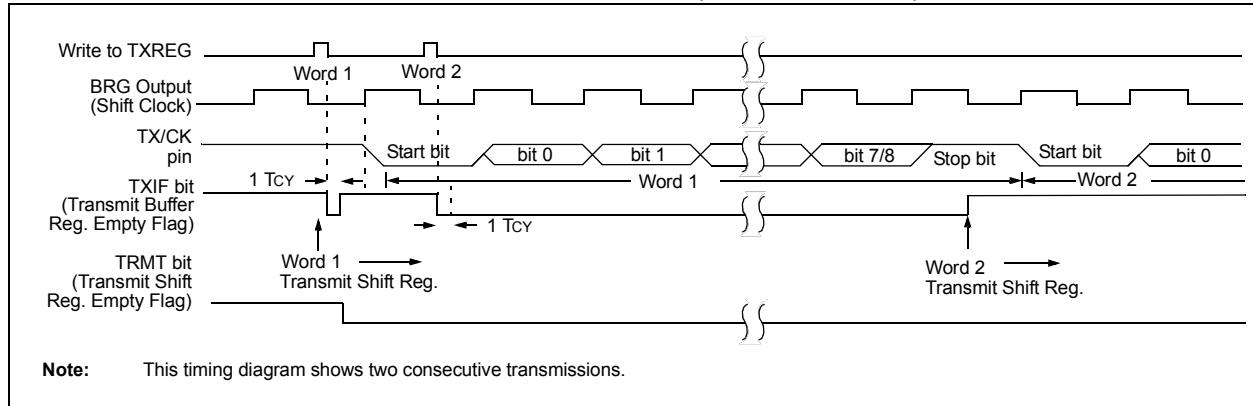 Write to TXREG
Word 1
Word 2
BRG Output
(Shift Clock)
TX/CK
pin
Start bit
bit 0
bit 1
bit 7/8
Stop bit
Start bit
bit 0
1 TCY
Word 1
Word 2
TXIF bit
(Transmit Buffer
Reg. Empty Flag)
1 TCY
Word 1
Transmit Shift Reg.
Word 2
Transmit Shift Reg.
TRMT bit
(Transmit Shift
Reg. Empty Flag)
Note: This timing diagram shows two consecutive transmissions.